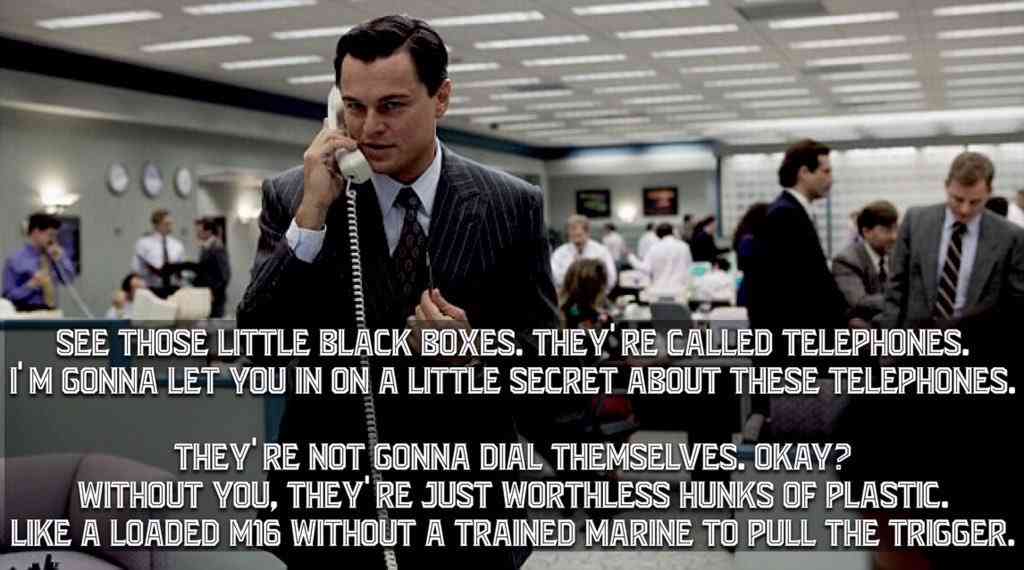 SEE THOSE LITTLE BLACK BOXES. THEY'RE CALLED TELEPHONES.
I'M GONNA LET YOU IN ON A LITTLE SECRET ABOUT THESE TELEPHONES.
THEY'RE NOT GONNA DIAL THEMSELVES. OKAY?
WITHOUT YOU, THEY'RE JUST WORTHLESS HUNKS OF PLASTIC.
LIKE A LOADED M16 WITHOUT A TRAINED MARINE TO PULL THE TRIGGER.